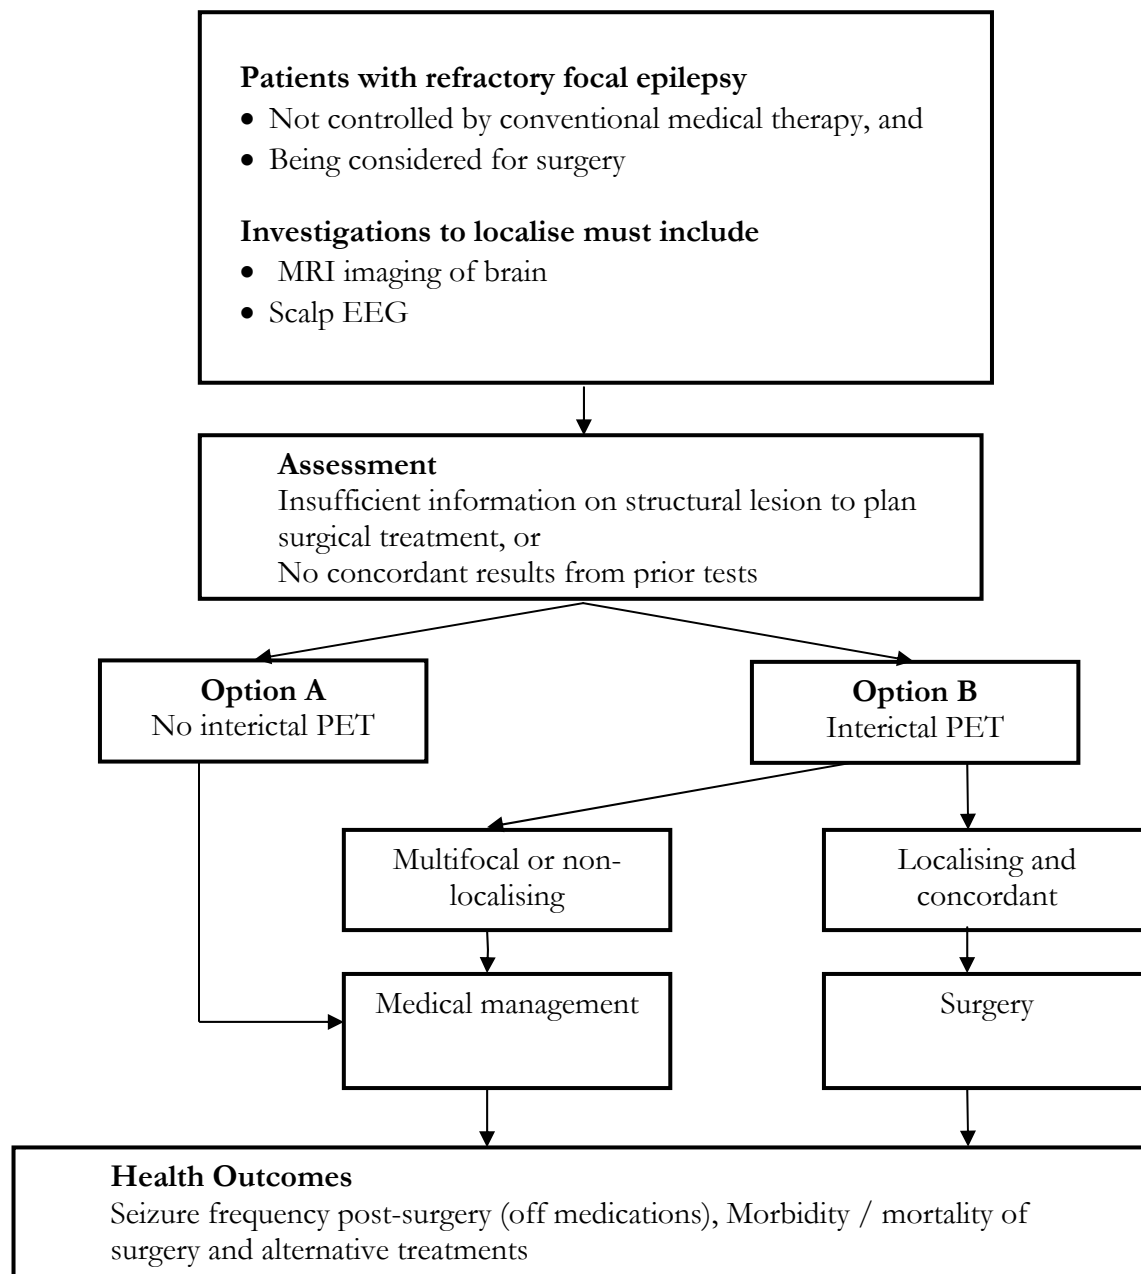 Patients with refractory focal epilepsy
• Not controlled by conventional medical therapy, and
• Being considered for surgery
Investigations to localise must include
• MRI imaging of brain
• Scalp EEG
Assessment
Insufficient information on structural lesion to plan
surgical treatment, or
No concordant results from prior tests
Option A
No interictal PET
Option B
Interictal PET
Multifocal or non-
localising
Localising and
concordant
Medical management
Surgery
Health Outcomes
Seizure frequency post-surgery (off medications), Morbidity / mortality of
surgery and alternative treatments